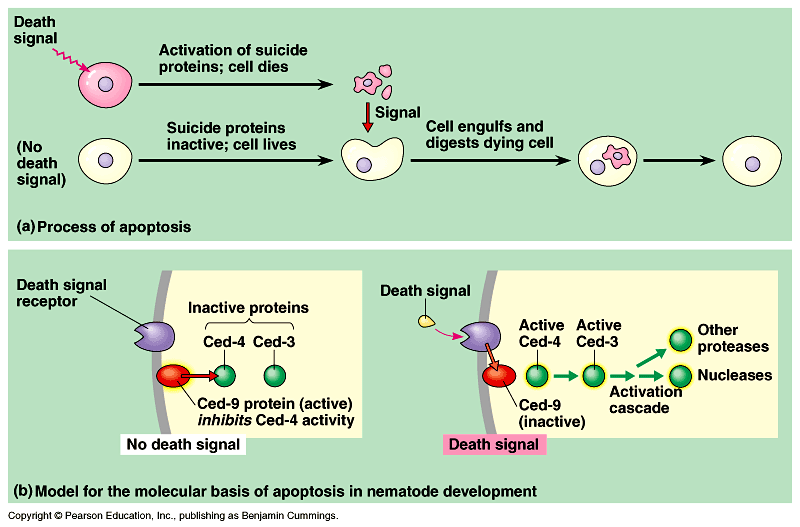 Death
signal
Activation of suicide
proteins; cell dies
Signal
(No
death
signal)
Suicide proteins
inactive; cell lives
Cell engulfs and
digests dying cell
(a) Process of apoptosis
Death signal
receptor
Inactive proteins
Ced-4 Ced-3
Ced-9 protein (active)
inhibits Ced-4 activity
No death signal
Death signal
Active
Ced-4
Active
Ced-3
Other
proteases
Nucleases
Activation
cascade
Ced-9
(inactive)
Death signal
(b) Model for the molecular basis of apoptosis in nematode development
Copyright © Pearson Education, Inc., publishing as Benjamin Cummings.